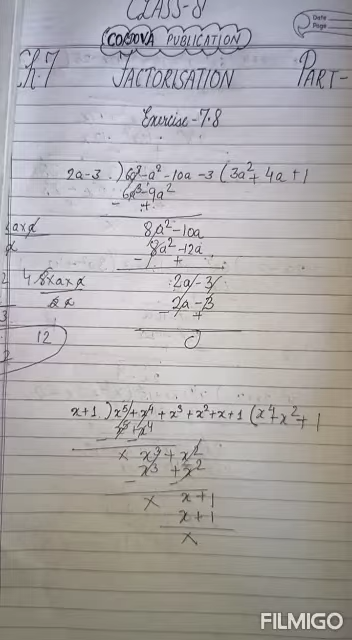 CLASS-8
CORDOVA PUBLICATION
Date
Page
Ch.7 FACTORISATION PART-
Exercise-7.8
2a-3 ) 6a³-a²-10a-3 ( 3a²+4a+1
6a³-9a²
- +
8a²-10a
8a²-12a
- +
4 8×a×a
2a-3
2a-3
- +
0
12
x+1 ) x⁵+x⁴+x³+x²+x+1 ( x⁴+x²+1
x⁵+x⁴
- -
× x³+x²
x³+x²
- -
× x+1
x+1
×
FILMIGO